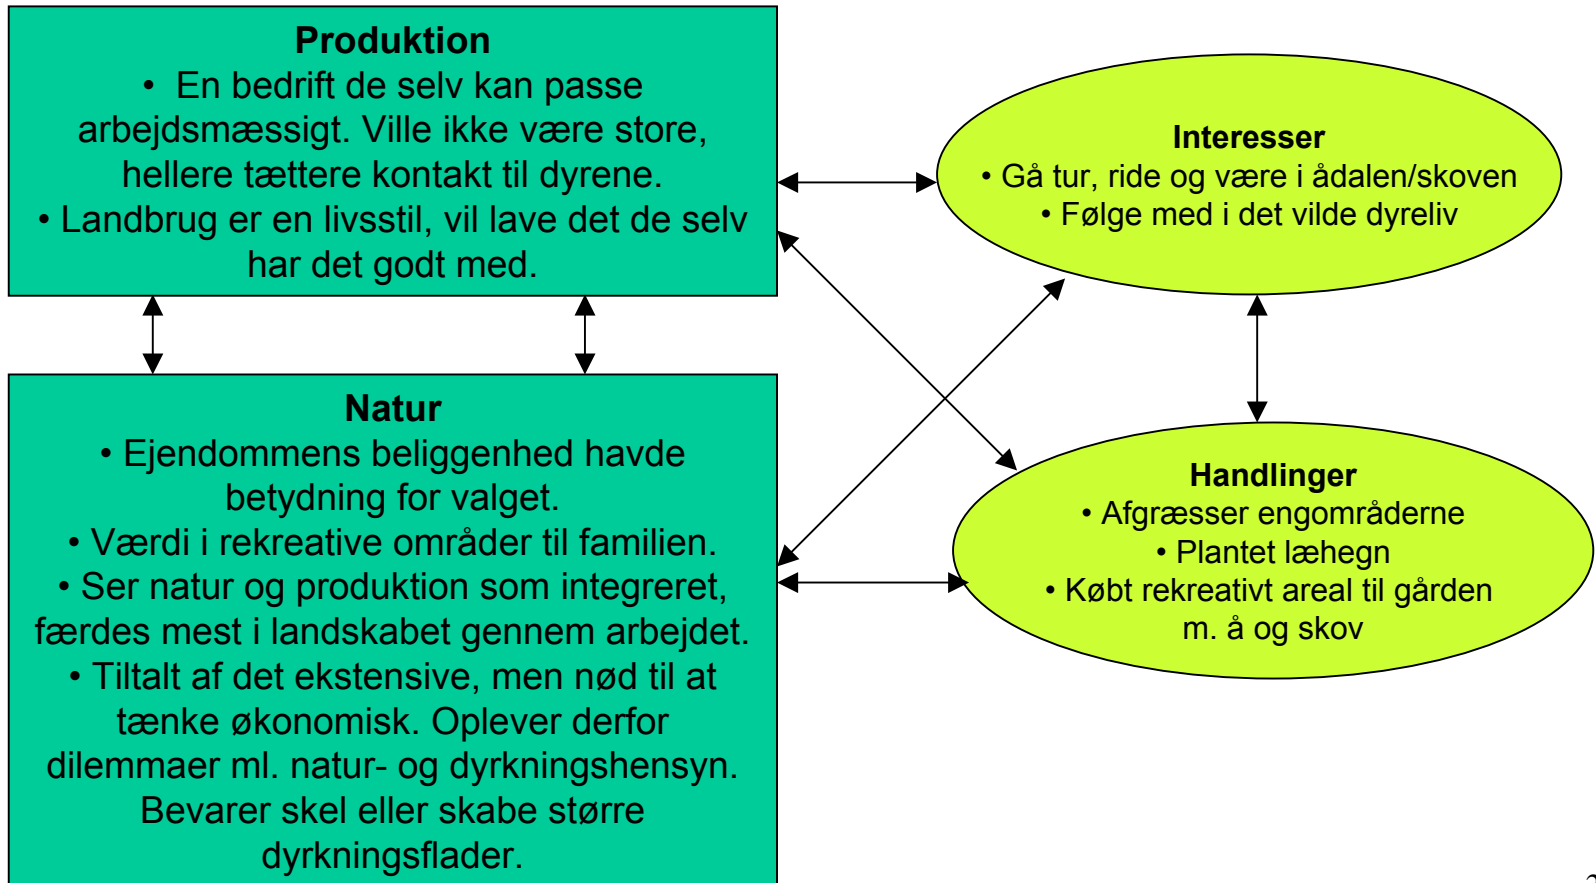 Produktion
• En bedrift de selv kan passe
arbejdsmæssigt. Ville ikke være store,
hellere tættere kontakt til dyrene.
• Landbrug er en livsstil, vil lave det de selv
har det godt med.
Interesser
• Gå tur, ride og være i ådalen/skoven
• Følge med i det vilde dyreliv
Natur
• Ejendommens beliggenhed havde
betydning for valget.
• Værdi i rekreative områder til familien.
• Ser natur og produktion som integreret,
færdes mest i landskabet gennem arbejdet.
• Tiltalt af det ekstensive, men nød til at
tænke økonomisk. Oplever derfor
dilemmaer ml. natur- og dyrkningshensyn.
Bevarer skel eller skabe større
dyrkningsflader.
Handlinger
• Afgræsser engområderne
• Plantet læhegn
• Købt rekreativt areal til gården
m. å og skov